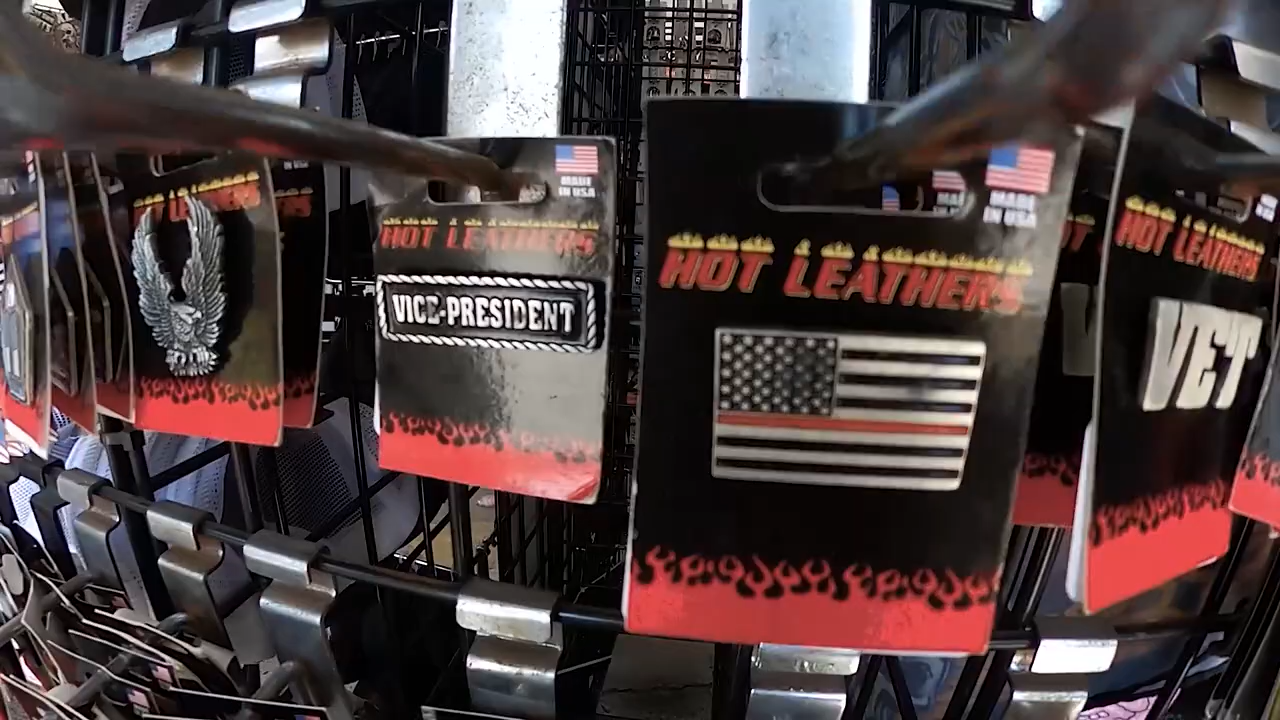 HOT LEATHERS
MADE
IN USA
HOT LEATHERS
VICE-PRESIDENT
MADE
IN USA
HOT LEATHERS
HOT LEATHERS
VET